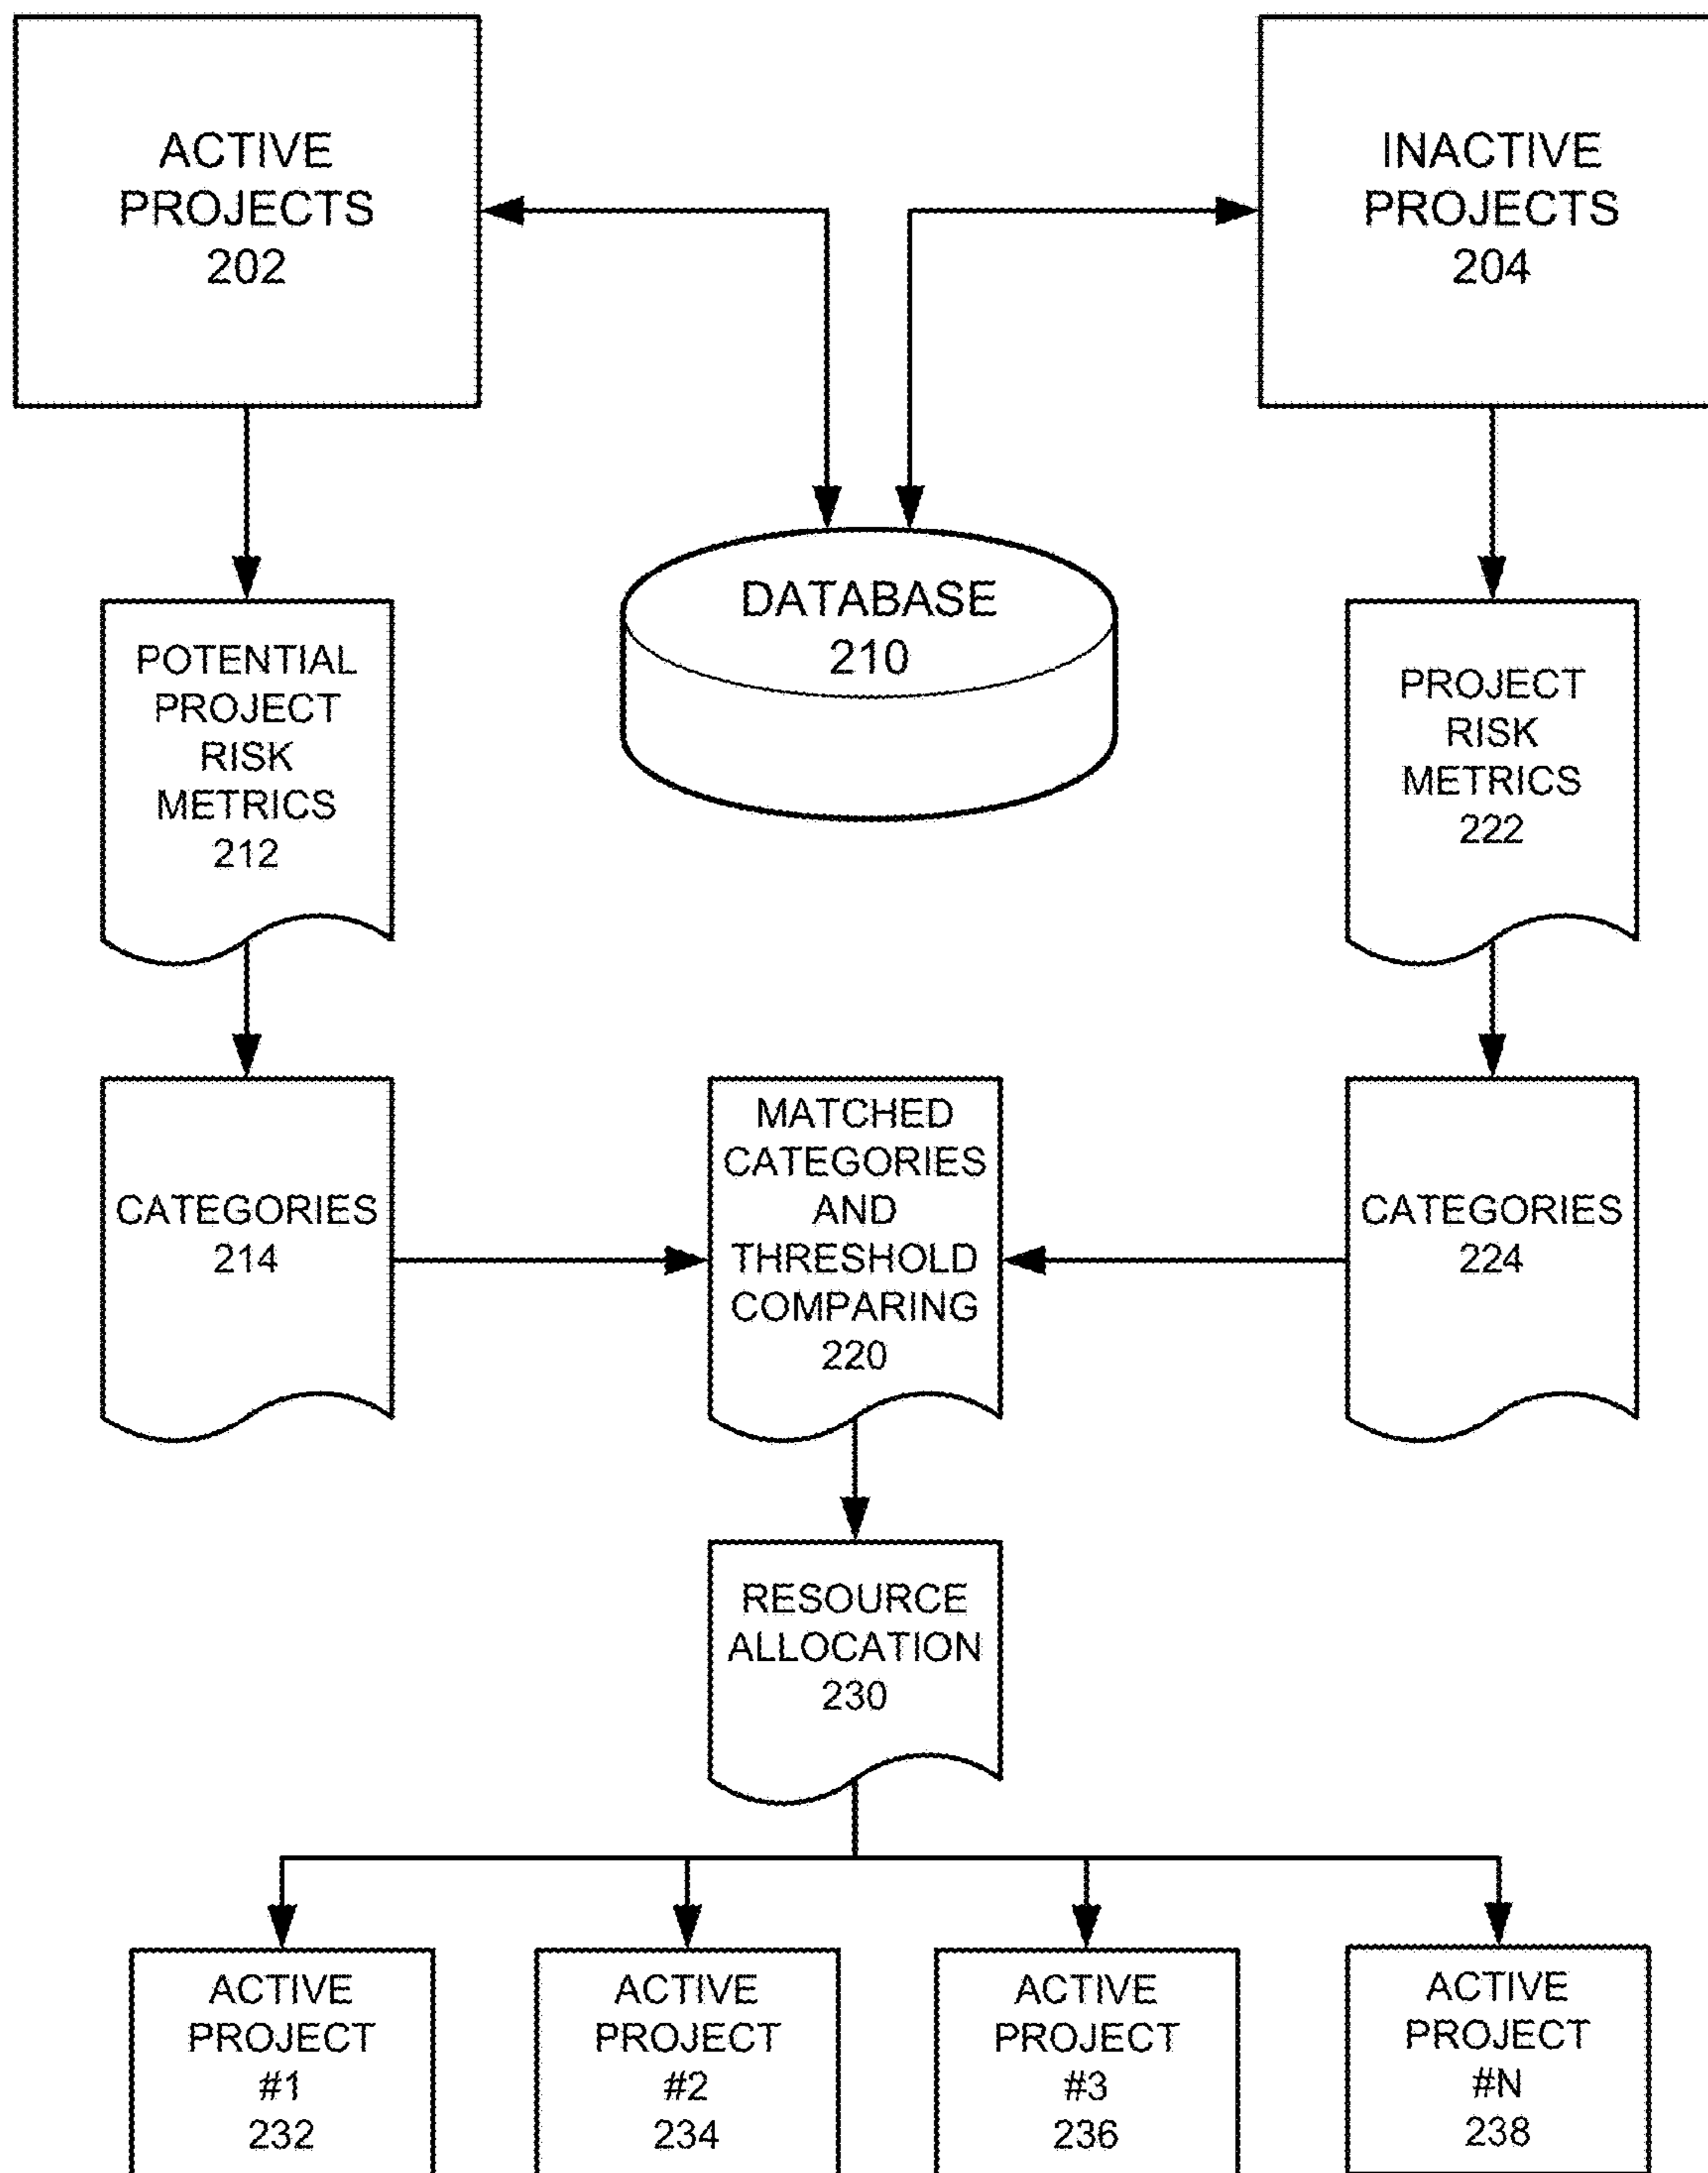 ACTIVE
PROJECTS
202
INACTIVE
PROJECTS
204
DATABASE
210
POTENTIAL
PROJECT
RISK
METRICS
212
PROJECT
RISK
METRICS
222
CATEGORIES
214
MATCHED
CATEGORIES
AND
THRESHOLD
COMPARING
220
CATEGORIES
224
RESOURCE
ALLOCATION
230
ACTIVE
PROJECT
#1
232
ACTIVE
PROJECT
#2
234
ACTIVE
PROJECT
#3
236
ACTIVE
PROJECT
#N
238